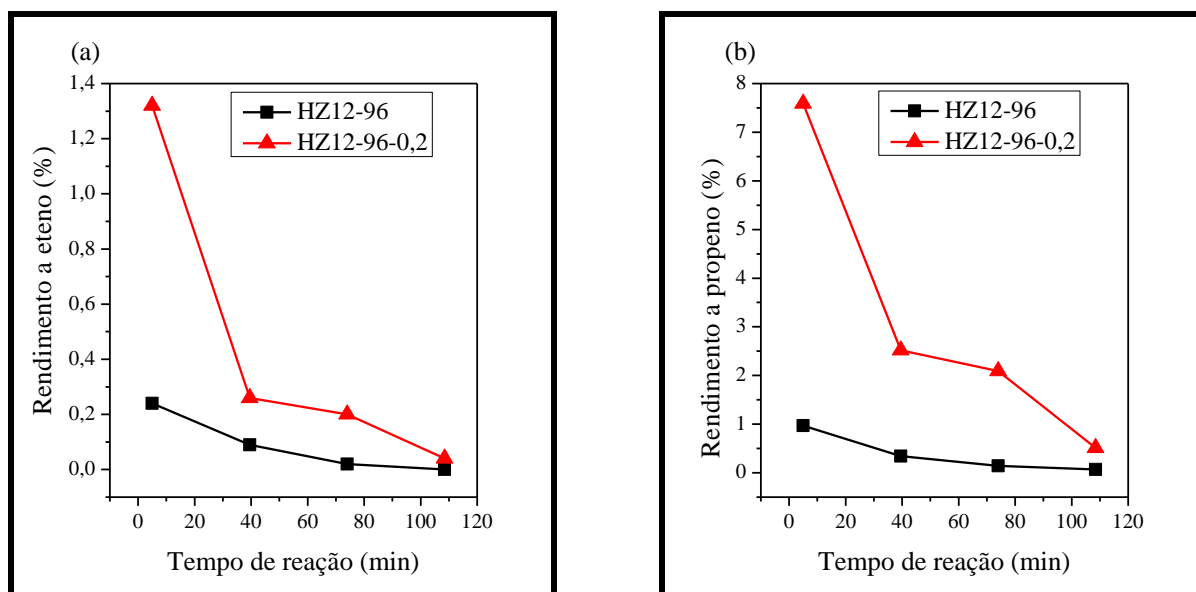 (a)
1,4
1,2
1,0
0,8
0,6
0,4
0,2
0,0
Rendimento a eteno (%)
HZ12-96
HZ12-96-0,2
0 20 40 60 80 100 120
Tempo de reação (min)
(b)
8
7
6
5
4
3
2
1
0
Rendimento a propeno (%)
HZ12-96
HZ12-96-0,2
0 20 40 60 80 100 120
Tempo de reação (min)